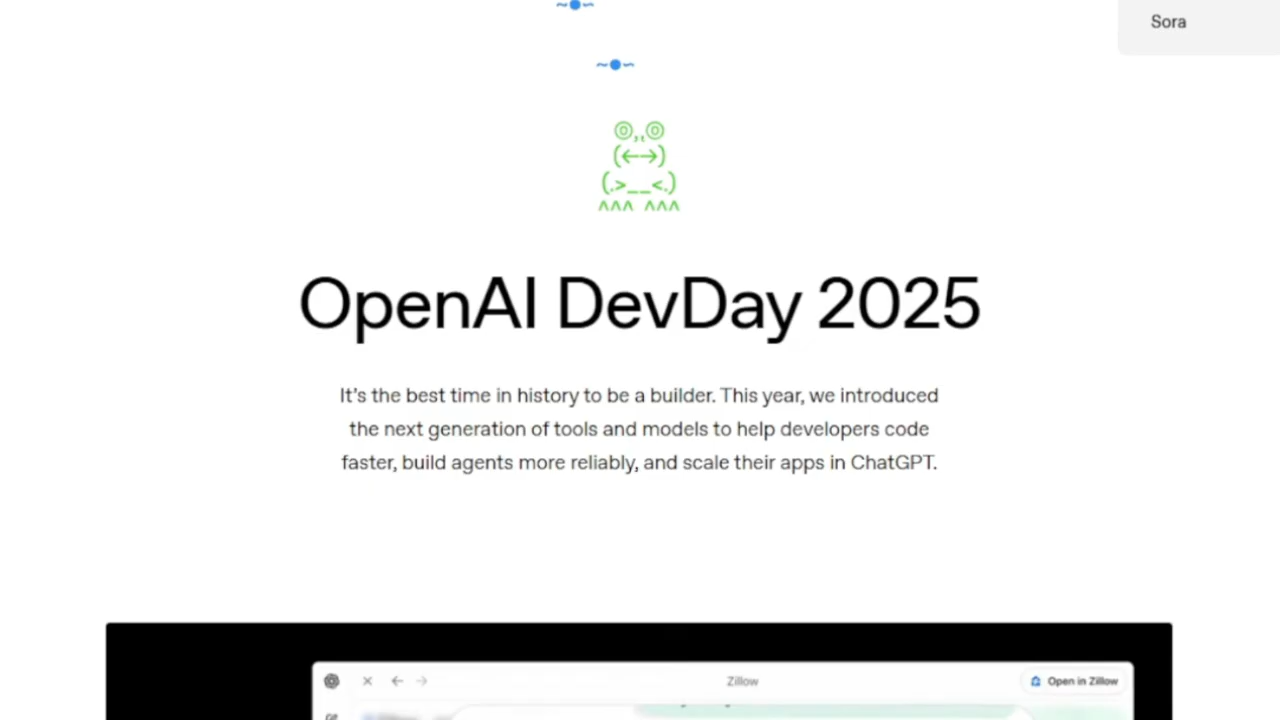 Sora
◎,,◎
(←→)
(.>__<.)
^^^ ^^^
OpenAI DevDay 2025
It's the best time in history to be a builder. This year, we introduced
the next generation of tools and models to help developers code
faster, build agents more reliably, and scale their apps in ChatGPT.
Zillow
Open in Zillow